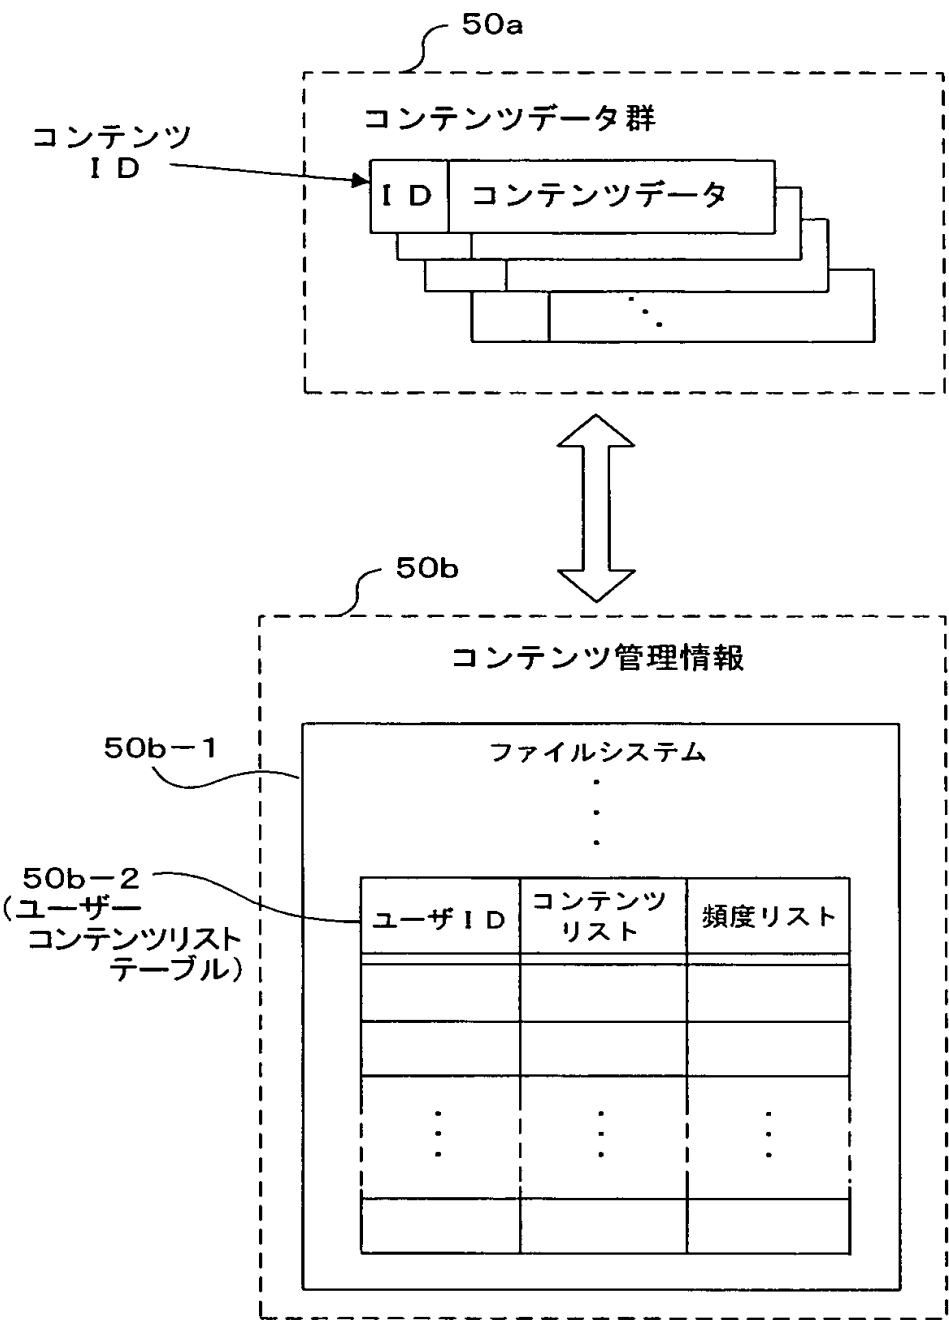 50a
コンテンツデータ群
コンテンツ
ＩＤ
ＩＤ
コンテンツデータ
50b
コンテンツ管理情報
50b－1
ファイルシステム
50b－2
（ユーザー
コンテンツリスト
テーブル）
ユーザＩＤ
コンテンツ
リスト
頻度リスト